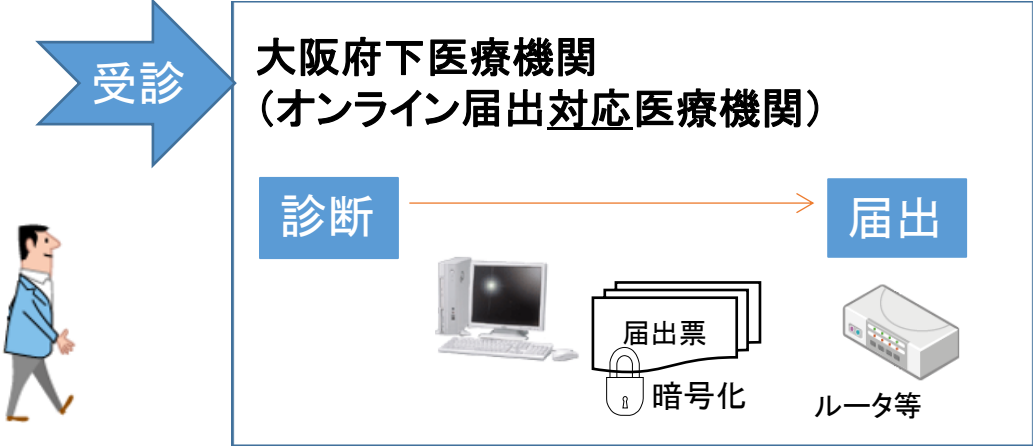 受診
大阪府下医療機関
（オンライン届出対応医療機関）
診断
届出
届出票
暗号化
ルータ等